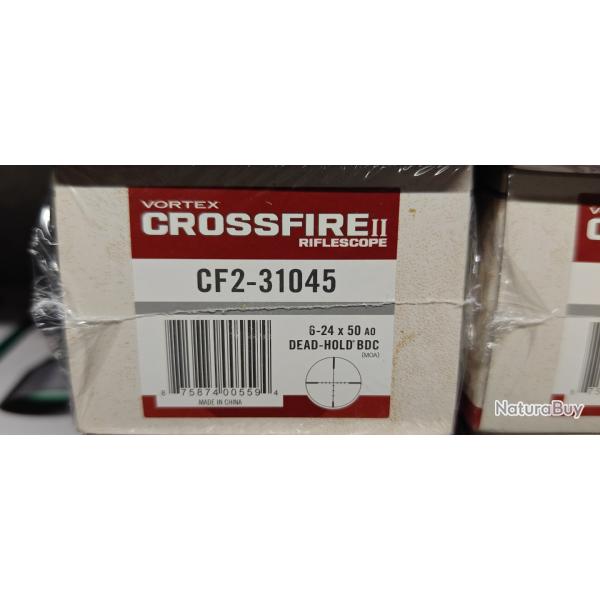 VORTEX
CROSSFIRE II
RIFLESCOPE
CF2-31045
6-24 x 50 AO
DEAD-HOLD® BDC
(MOA)
8 75874 00559 4
MADE IN CHINA
VO
C
NaturaBuy